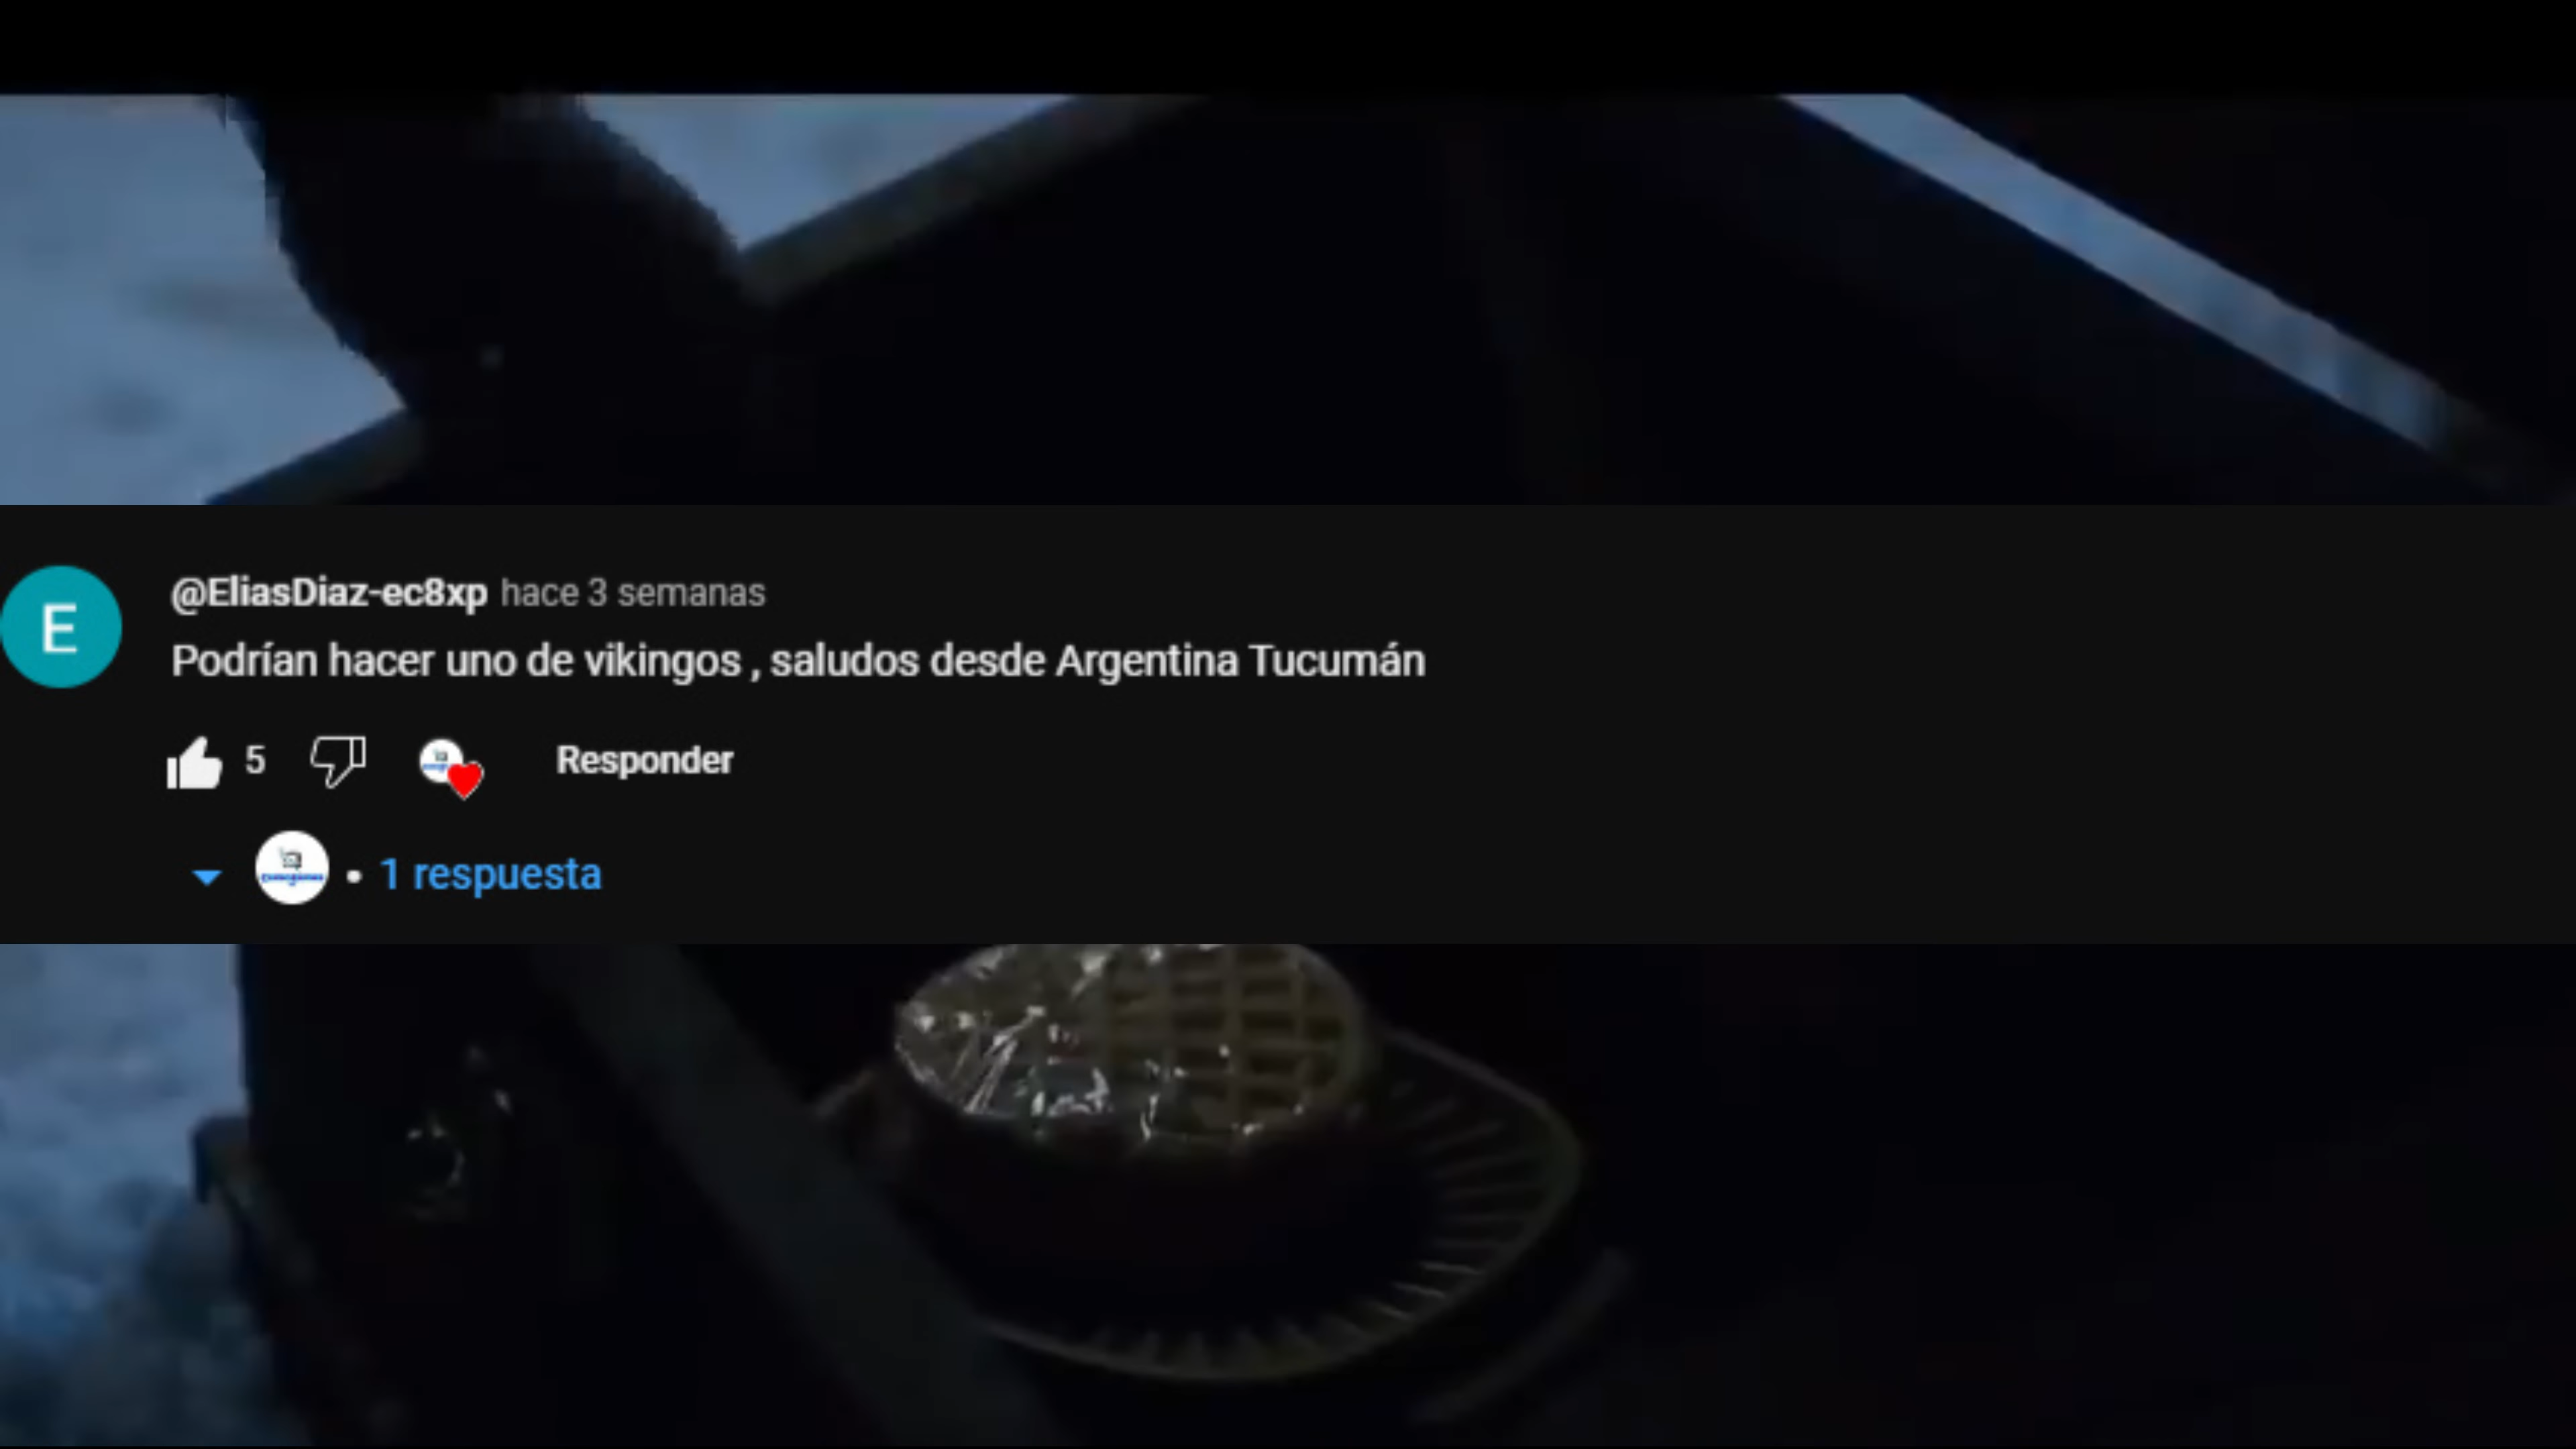 E
@EliasDiaz-ec8xp hace 3 semanas
Podrían hacer uno de vikingos , saludos desde Argentina Tucumán
5
Responder
1 respuesta